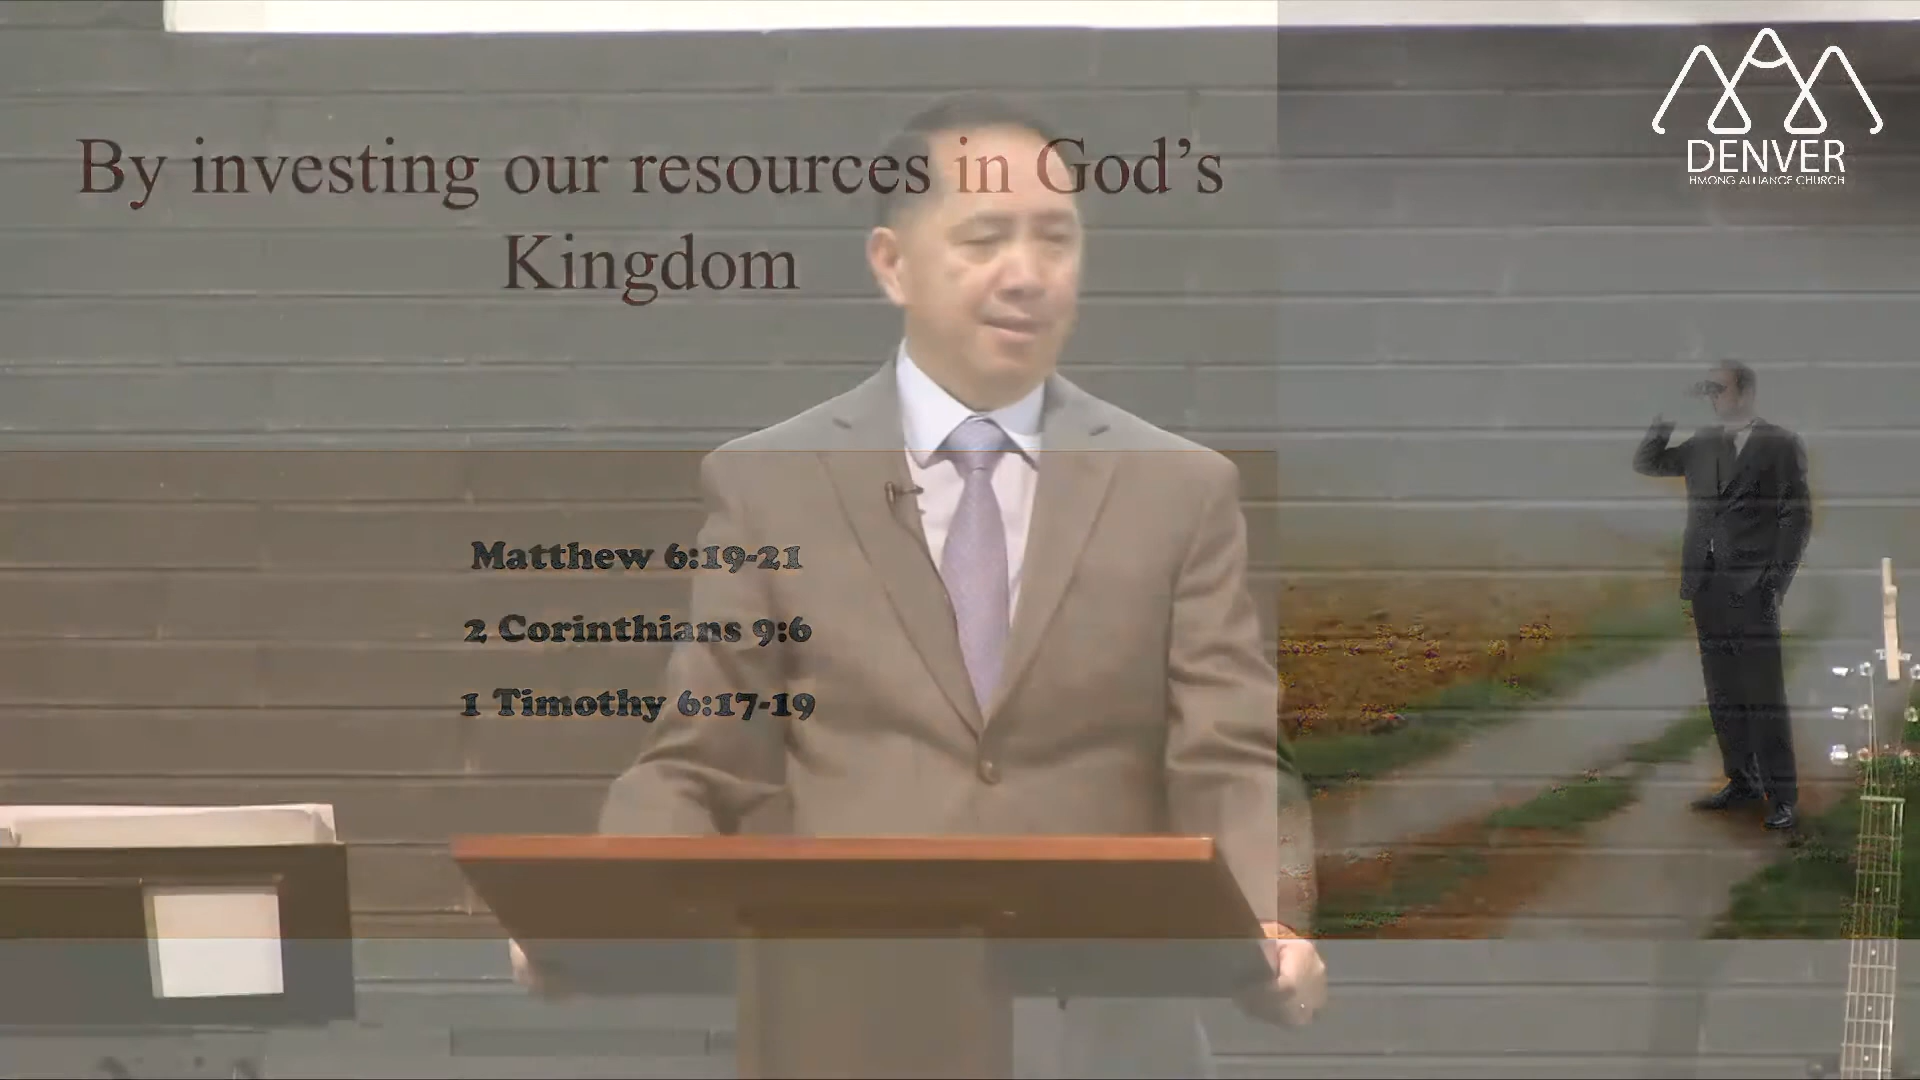 By investing our resources in God's
Kingdom
DENVER
HMONG ALLIANCE CHURCH
Matthew 6:19-21
2 Corinthians 9:6
1 Timothy 6:17-19